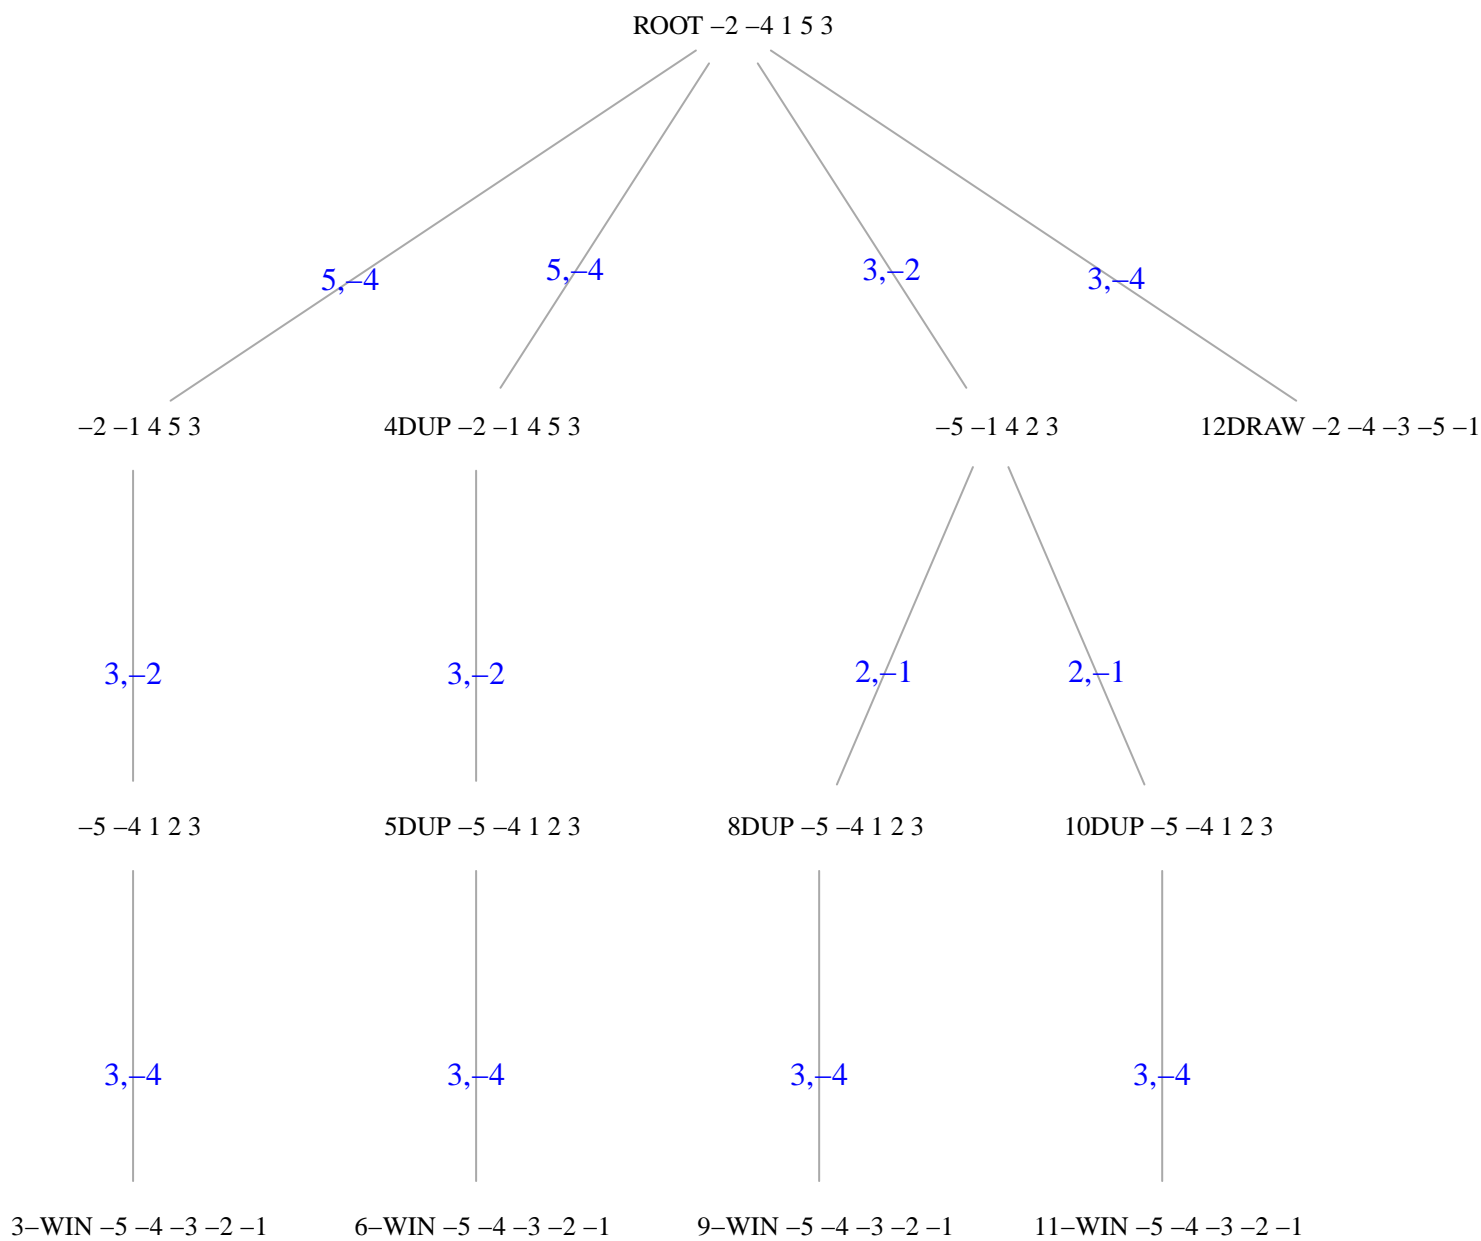 ROOT –2 –4 1 5 3
5,–4 5,–4 3,–2 3,–4
–2 –1 4 5 3 4DUP –2 –1 4 5 3 –5 –1 4 2 3 12DRAW –2 –4 –3 –5 –1
3,–2 3,–2 2,–1 2,–1
–5 –4 1 2 3 5DUP –5 –4 1 2 3 8DUP –5 –4 1 2 3 10DUP –5 –4 1 2 3
3,–4 3,–4 3,–4 3,–4
3–WIN –5 –4 –3 –2 –1 6–WIN –5 –4 –3 –2 –1 9–WIN –5 –4 –3 –2 –1 11–WIN –5 –4 –3 –2 –1